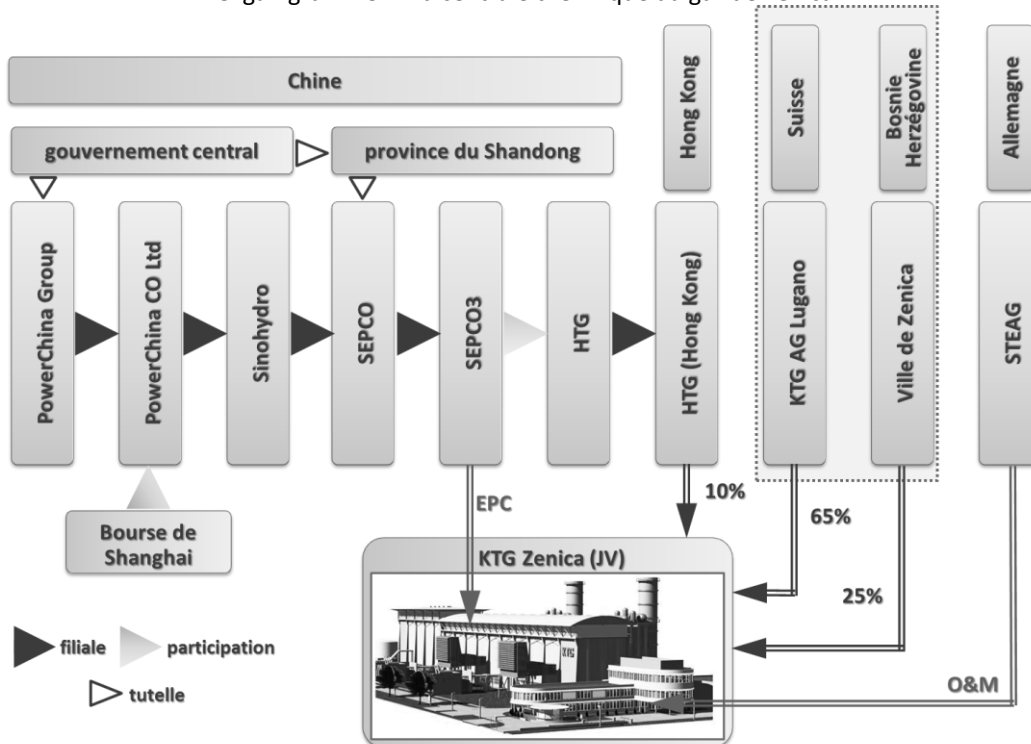 Chine
Hong Kong
Suisse
Bosnie
Herzégovine
Allemagne
gouvernement central
province du Shandong
PowerChina Group
PowerChina CO Ltd
Sinohydro
SEPCO
SEPCO3
HTG
HTG (Hong Kong)
KTG AG Lugano
Ville de Zenica
STEAG
EPC
10%
65%
25%
Bourse de
Shanghai
KTG Zenica (JV)
filiale
participation
tutelle
O&M